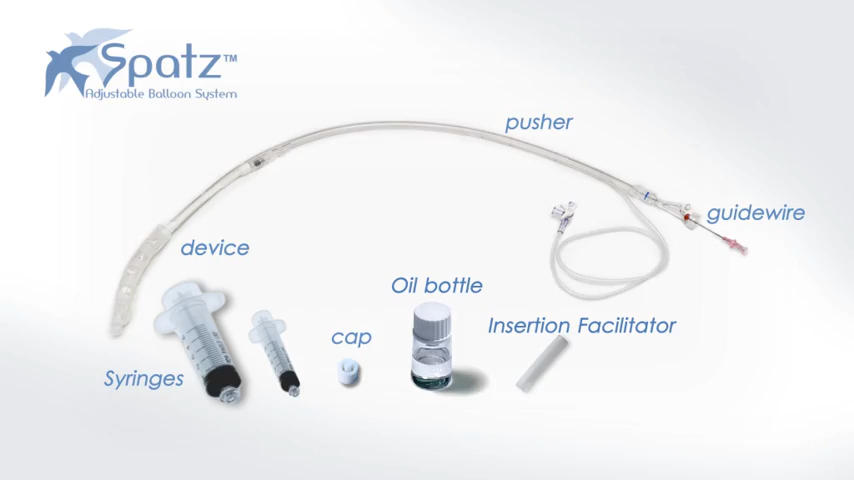 Spatz™
Adjustable Balloon System
pusher
guidewire
device
Oil bottle
Insertion Facilitator
cap
Syringes